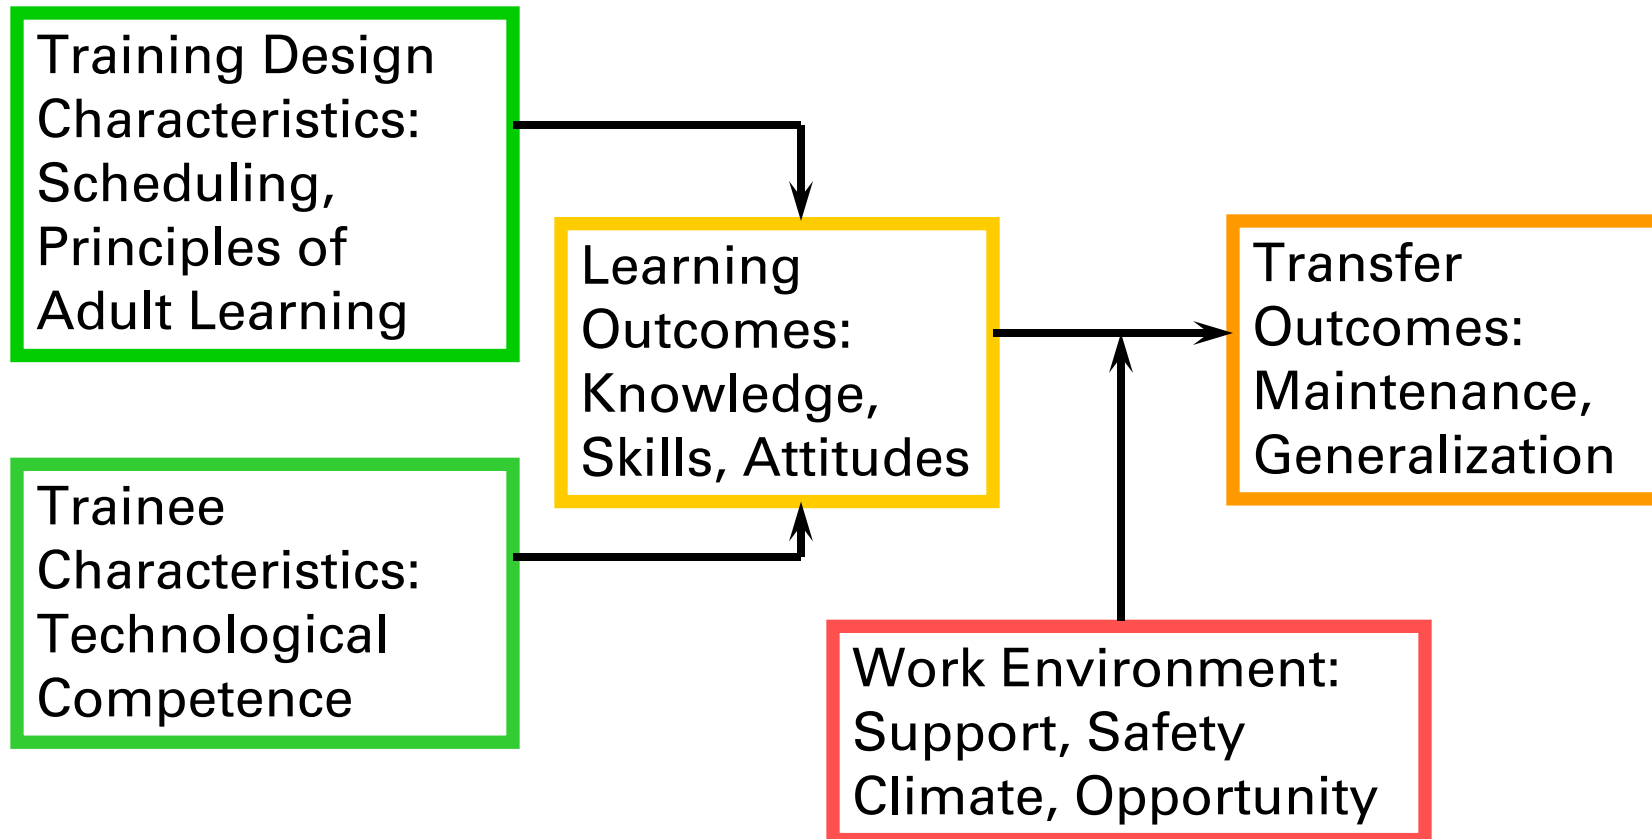 Training Design
Characteristics:
Scheduling,
Principles of
Adult Learning
Trainee
Characteristics:
Technological
Competence
Learning
Outcomes:
Knowledge,
Skills, Attitudes
Work Environment:
Support, Safety
Climate, Opportunity
Transfer
Outcomes:
Maintenance,
Generalization